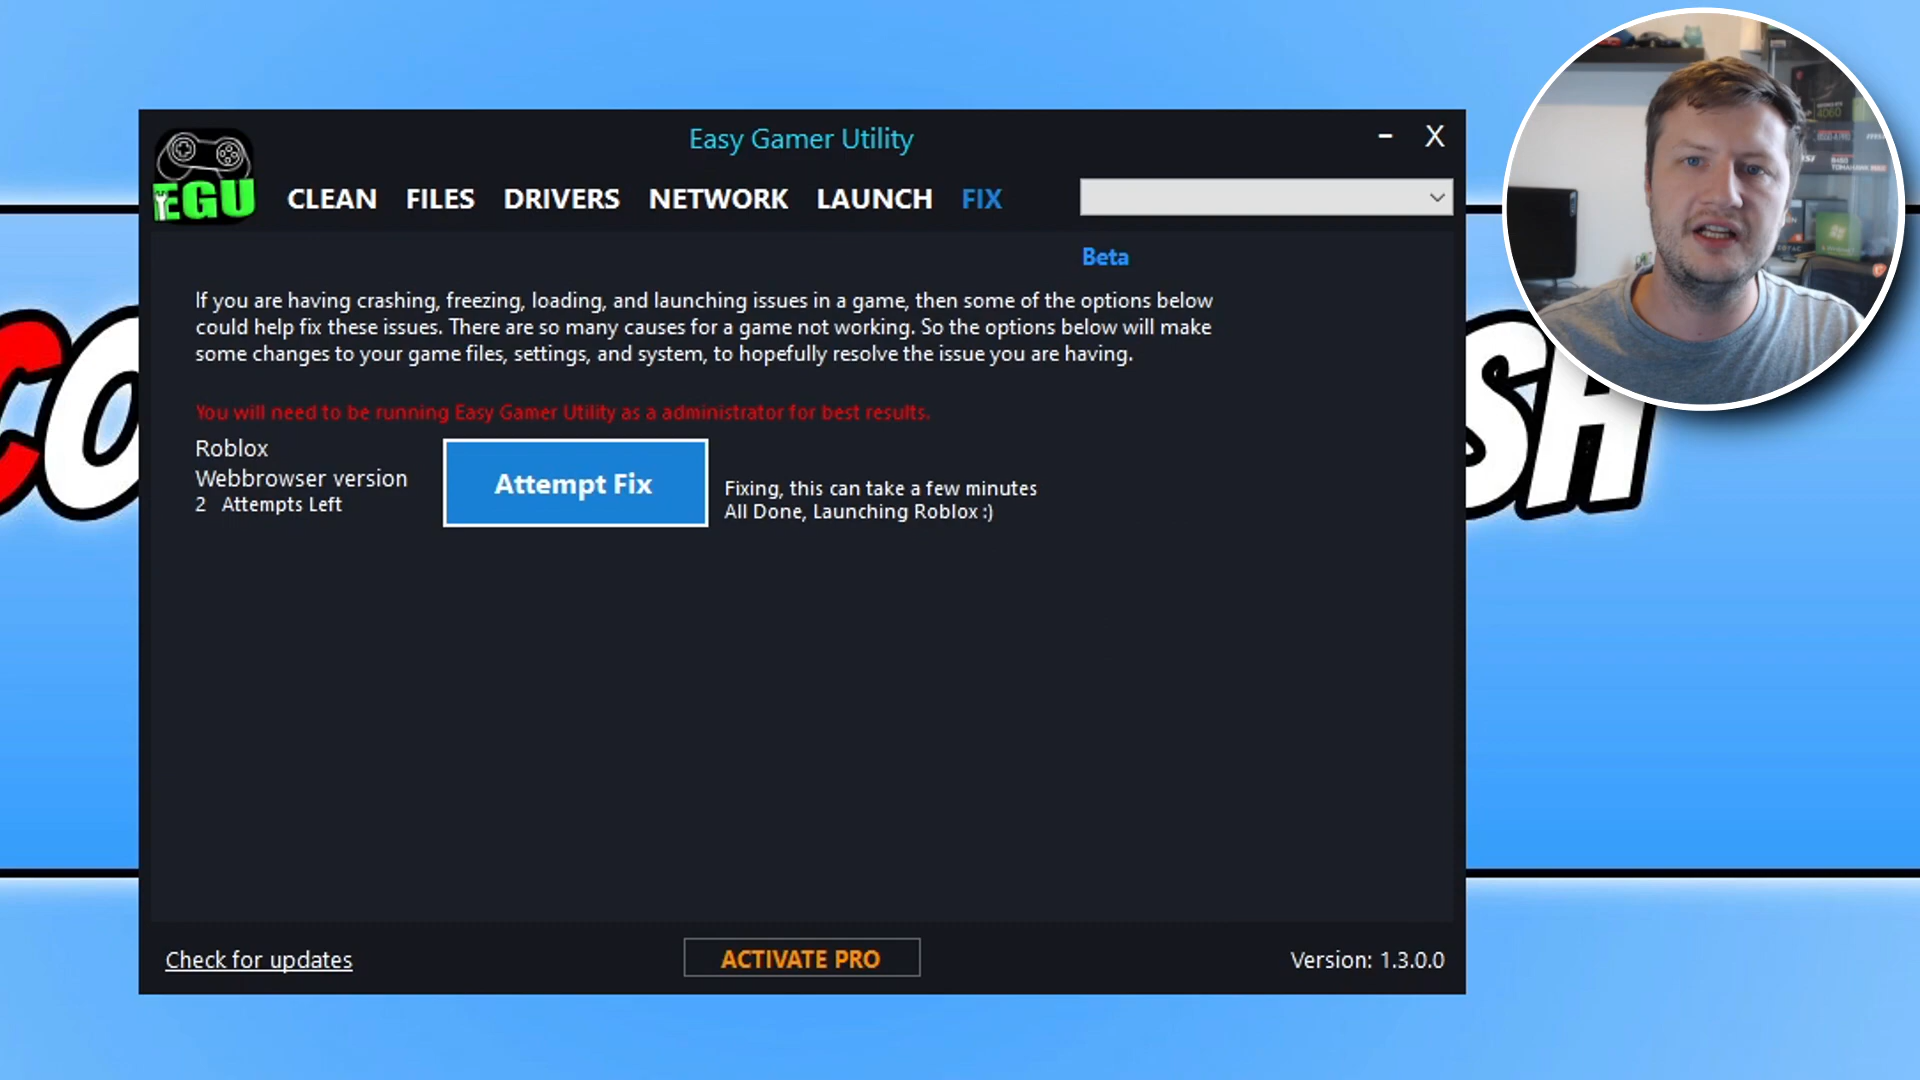 Easy Gamer Utility
- X
EGU
CLEAN FILES DRIVERS NETWORK LAUNCH FIX
Beta
If you are having crashing, freezing, loading, and launching issues in a game, then some of the options below
could help fix these issues. There are so many causes for a game not working. So the options below will make
some changes to your game files, settings, and system, to hopefully resolve the issue you are having.
You will need to be running Easy Gamer Utility as a administrator for best results.
Roblox
Webbrowser version
2 Attempts Left
Attempt Fix
Fixing, this can take a few minutes
All Done, Launching Roblox :)
Check for updates
ACTIVATE PRO
Version: 1.3.0.0
CO
SH
4060